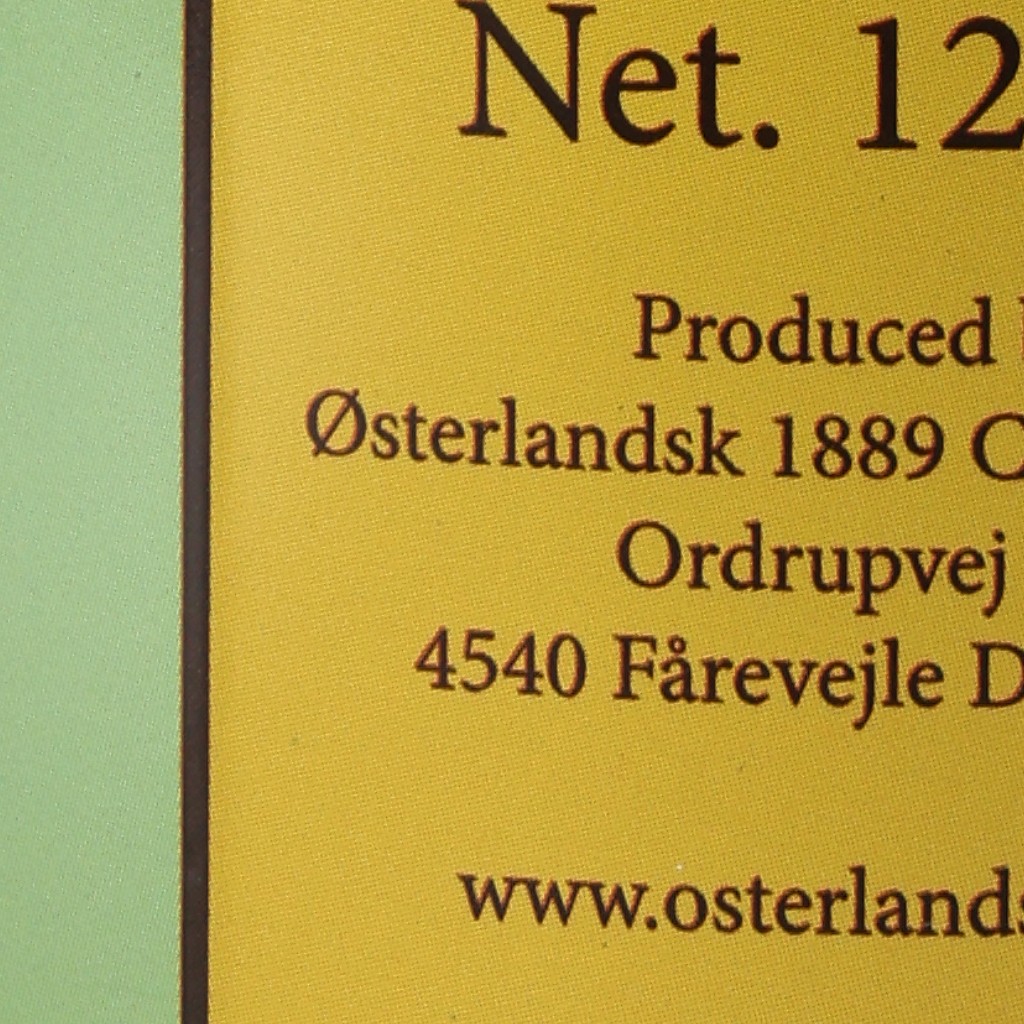 Net. 12
Produced
Østerlandsk 1889
Ordrupvej
4540 Fårevejle
www.osterlands